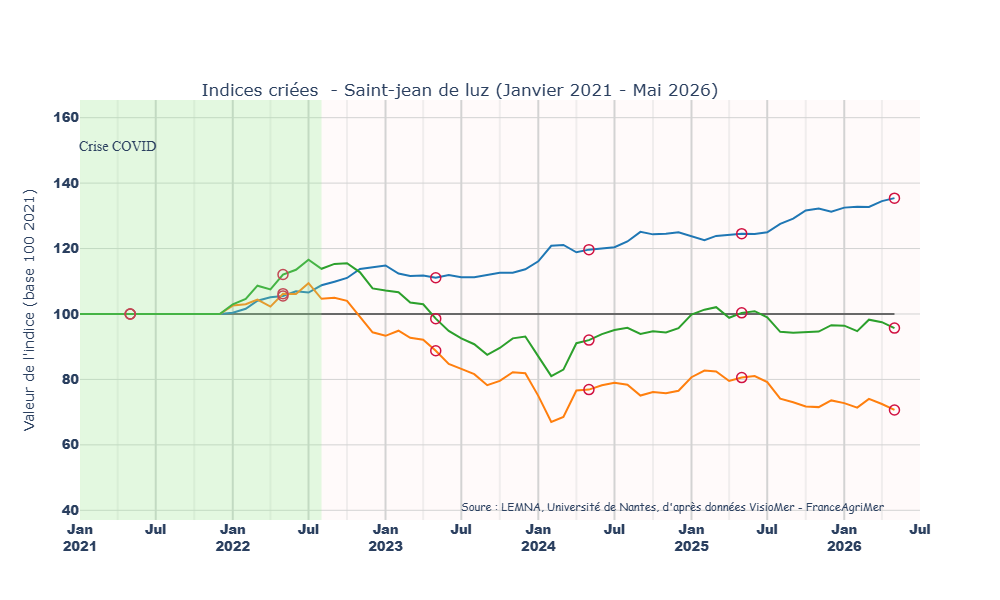 Indices criées  - Saint-jean de luz (Janvier 2021 - Mai 2026)
Valeur de l'indice (base 100 2021)
160
Crise COVID
140
120
100
80
60
40
Soure : LEMNA, Université de Nantes, d'après données VisioMer - FranceAgriMer
Jan Jul Jan Jul Jan Jul Jan Jul Jan Jul Jan Jul
2021 2022 2023 2024 2025 2026